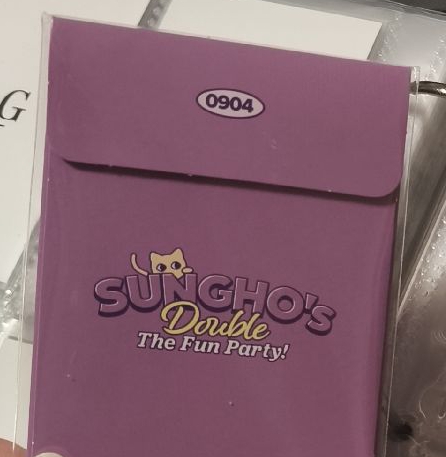 G
0904
SUNGHO's
Double
The Fun Party!